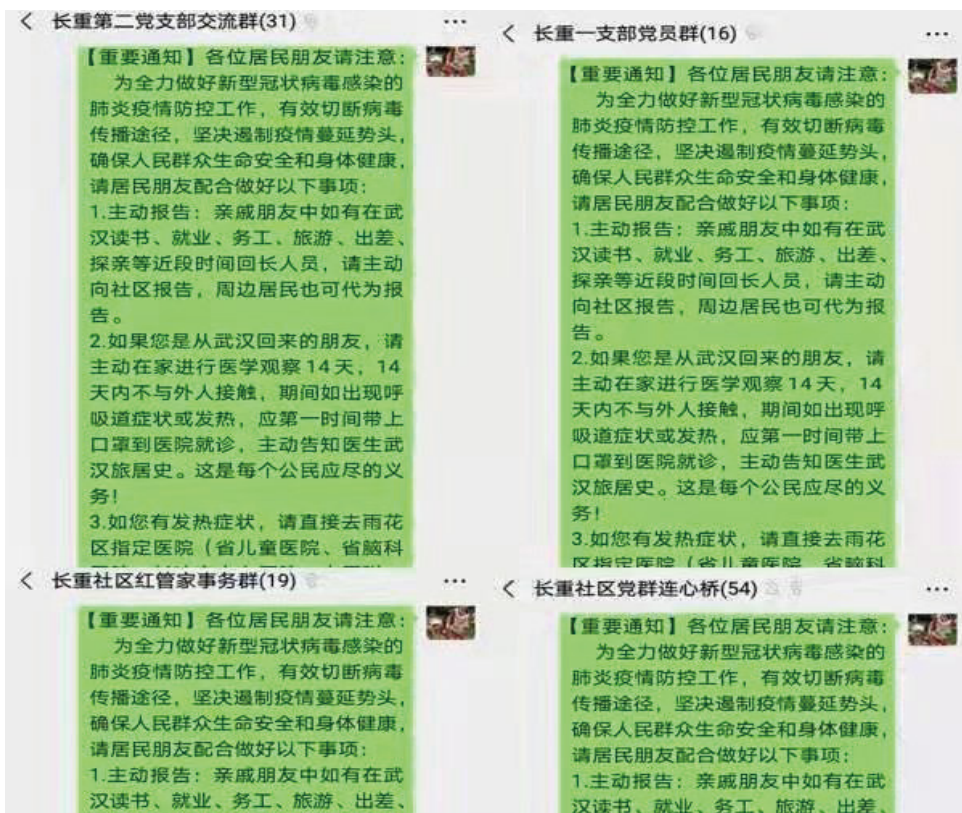 长重第二党支部交流群(31)
【重要通知】各位居民朋友请注意：
为全力做好新型冠状病毒感染的
肺炎疫情防控工作，有效切断病毒
传播途径，坚决遏制疫情蔓延势头，
确保人民群众生命安全和身体健康，
请居民朋友配合做好以下事项：
1.主动报告：亲戚朋友中如有在武
汉读书、就业、务工、旅游、出差、
探亲等近段时间回长人员，请主动
向社区报告，周边居民也可代为报
告。
2.如果您是从武汉回来的朋友，请
主动在家进行医学观察14天，14
天内不与外人接触，期间如出现呼
吸道症状或发热，应第一时间带上
口罩到医院就诊，主动告知医生武
汉旅居史。这是每个公民应尽的义
务！
3.如您有发热症状，请直接去雨花
区指定医院（省儿童医院、省脑科
长重一支部党员群(16)
【重要通知】各位居民朋友请注意：
为全力做好新型冠状病毒感染的
肺炎疫情防控工作，有效切断病毒
传播途径，坚决遏制疫情蔓延势头，
确保人民群众生命安全和身体健康，
请居民朋友配合做好以下事项：
1.主动报告：亲戚朋友中如有在武
汉读书、就业、务工、旅游、出差、
探亲等近段时间回长人员，请主动
向社区报告，周边居民也可代为报
告。
2.如果您是从武汉回来的朋友，请
主动在家进行医学观察14天，14
天内不与外人接触，期间如出现呼
吸道症状或发热，应第一时间带上
口罩到医院就诊，主动告知医生武
汉旅居史。这是每个公民应尽的义
务！
3.如您有发热症状，请直接去雨花
区指定医院（省儿童医院、省脑科
长重社区红管家事务群(19)
【重要通知】各位居民朋友请注意：
为全力做好新型冠状病毒感染的
肺炎疫情防控工作，有效切断病毒
传播途径，坚决遏制疫情蔓延势头，
确保人民群众生命安全和身体健康，
请居民朋友配合做好以下事项：
1.主动报告：亲戚朋友中如有在武
汉读书、就业、务工、旅游、出差、
长重社区党群连心桥(54)
【重要通知】各位居民朋友请注意：
为全力做好新型冠状病毒感染的
肺炎疫情防控工作，有效切断病毒
传播途径，坚决遏制疫情蔓延势头，
确保人民群众生命安全和身体健康，
请居民朋友配合做好以下事项：
1.主动报告：亲戚朋友中如有在武
汉读书、就业、务工、旅游、出差、